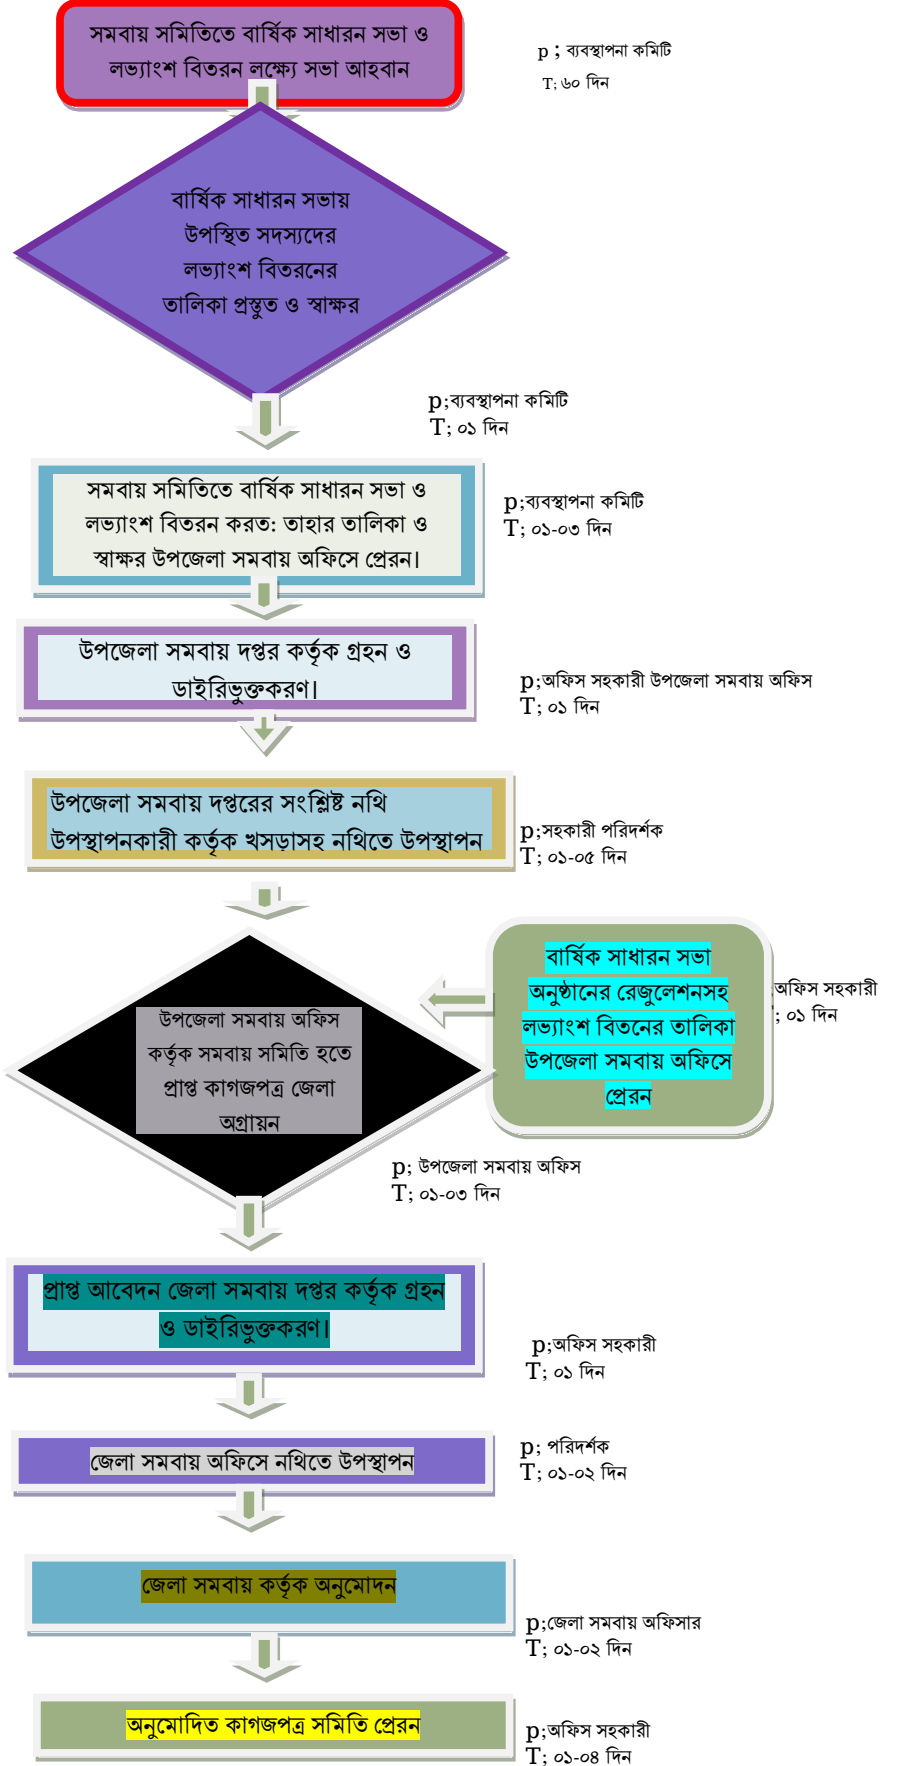 সমবায় সমিতিতে বার্ষিক সাধারন সভা ও
লভ্যাংশ বিতরন লক্ষ্যে সভা আহবান
p ; ব্যবস্থাপনা কমিটি
T; ৬০ দিন
বার্ষিক সাধারন সভায়
উপস্থিত সদস্যদের
লভ্যাংশ বিতরনের
তালিকা প্রস্তুত ও স্বাক্ষর
p;ব্যবস্থাপনা কমিটি
T; ০১ দিন
সমবায় সমিতিতে বার্ষিক সাধারন সভা ও
লভ্যাংশ বিতরন করত: তাহার তালিকা ও
স্বাক্ষর উপজেলা সমবায় অফিসে প্রেরন।
p;ব্যবস্থাপনা কমিটি
T; ০১-০৩ দিন
উপজেলা সমবায় দপ্তর কর্তৃক গ্রহন ও
ডাইরিভুক্তকরণ।
p;অফিস সহকারী উপজেলা সমবায় অফিস
T; ০১ দিন
উপজেলা সমবায় দপ্তরের সংশ্লিষ্ট নথি
উপস্থাপনকারী কর্তৃক খসড়াসহ নথিতে উপস্থাপন
p;সহকারী পরিদর্শক
T; ০১-০৫ দিন
বার্ষিক সাধারন সভা
অনুষ্ঠানের রেজুলেশনসহ
লভ্যাংশ বিতনের তালিকা
উপজেলা সমবায় অফিসে
প্রেরন
;অফিস সহকারী
; ০১ দিন
উপজেলা সমবায় অফিস
কর্তৃক সমবায় সমিতি হতে
প্রাপ্ত কাগজপত্র জেলা
অগ্রায়ন
p; উপজেলা সমবায় অফিস
T; ০১-০৩ দিন
প্রাপ্ত আবেদন জেলা সমবায় দপ্তর কর্তৃক গ্রহন
ও ডাইরিভুক্তকরণ।
p;অফিস সহকারী
T; ০১ দিন
জেলা সমবায় অফিসে নথিতে উপস্থাপন
p; পরিদর্শক
T; ০১-০২ দিন
জেলা সমবায় কর্তৃক অনুমোদন
p;জেলা সমবায় অফিসার
T; ০১-০২ দিন
অনুমোদিত কাগজপত্র সমিতি প্রেরন
p;অফিস সহকারী
T; ০১-০৪ দিন